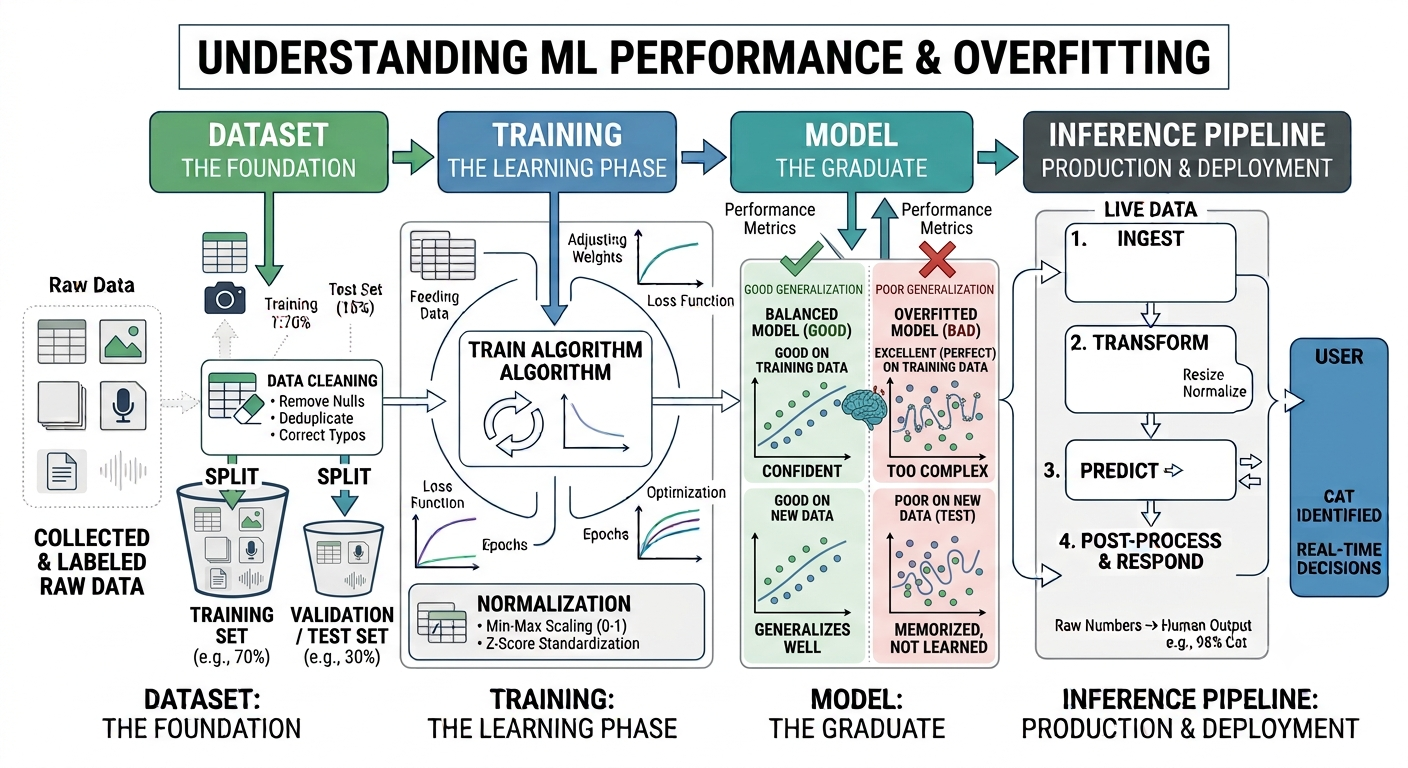 UNDERSTANDING ML PERFORMANCE & OVERFITTING
DATASET
THE FOUNDATION
TRAINING
THE LEARNING PHASE
MODEL
THE GRADUATE
INFERENCE PIPELINE
PRODUCTION & DEPLOYMENT
Raw Data
COLLECTED
& LABELED
RAW DATA
Training
Test Set
DATA CLEANING
• Remove Nulls
• Deduplicate
• Correct Typos
SPLIT
SPLIT
TRAINING
SET
(e.g., 70%)
VALIDATION
/ TEST SET
(e.g., 30%)
Feeding
Data
Adjusting
Weights
Loss Function
TRAIN ALGORITHM
ALGORITHM
Loss
Function
Epochs
Optimization
Epochs
NORMALIZATION
• Min-Max Scaling (0-1)
• Z-Score Standardization
Performance
Metrics
Performance
Metrics
GOOD GENERALIZATION
BALANCED
MODEL (GOOD)
GOOD ON
TRAINING DATA
CONFIDENT
GOOD ON
NEW DATA
GENERALIZES
WELL
POOR GENERALIZATION
OVERFITTED
MODEL (BAD)
EXCELLENT (PERFECT)
ON TRAINING DATA
TOO COMPLEX
POOR ON NEW
DATA (TEST)
MEMORIZED,
NOT LEARNED
LIVE DATA
1. INGEST
2. TRANSFORM
Resize
Normalize
3. PREDICT
4. POST-PROCESS
& RESPOND
Raw Numbers → Human Output
e.g., 98% Cat
USER
CAT
IDENTIFIED
REAL-TIME
DECISIONS
DATASET:
THE FOUNDATION
TRAINING:
THE LEARNING PHASE
MODEL:
THE GRADUATE
INFERENCE PIPELINE:
PRODUCTION & DEPLOYMENT